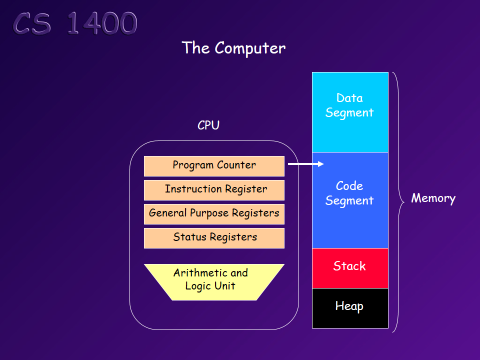 CS 1400
The Computer
CPU
Program Counter
Instruction Register
General Purpose Registers
Status Registers
Arithmetic and
Logic Unit
Data
Segment
Code
Segment
Stack
Heap
Memory